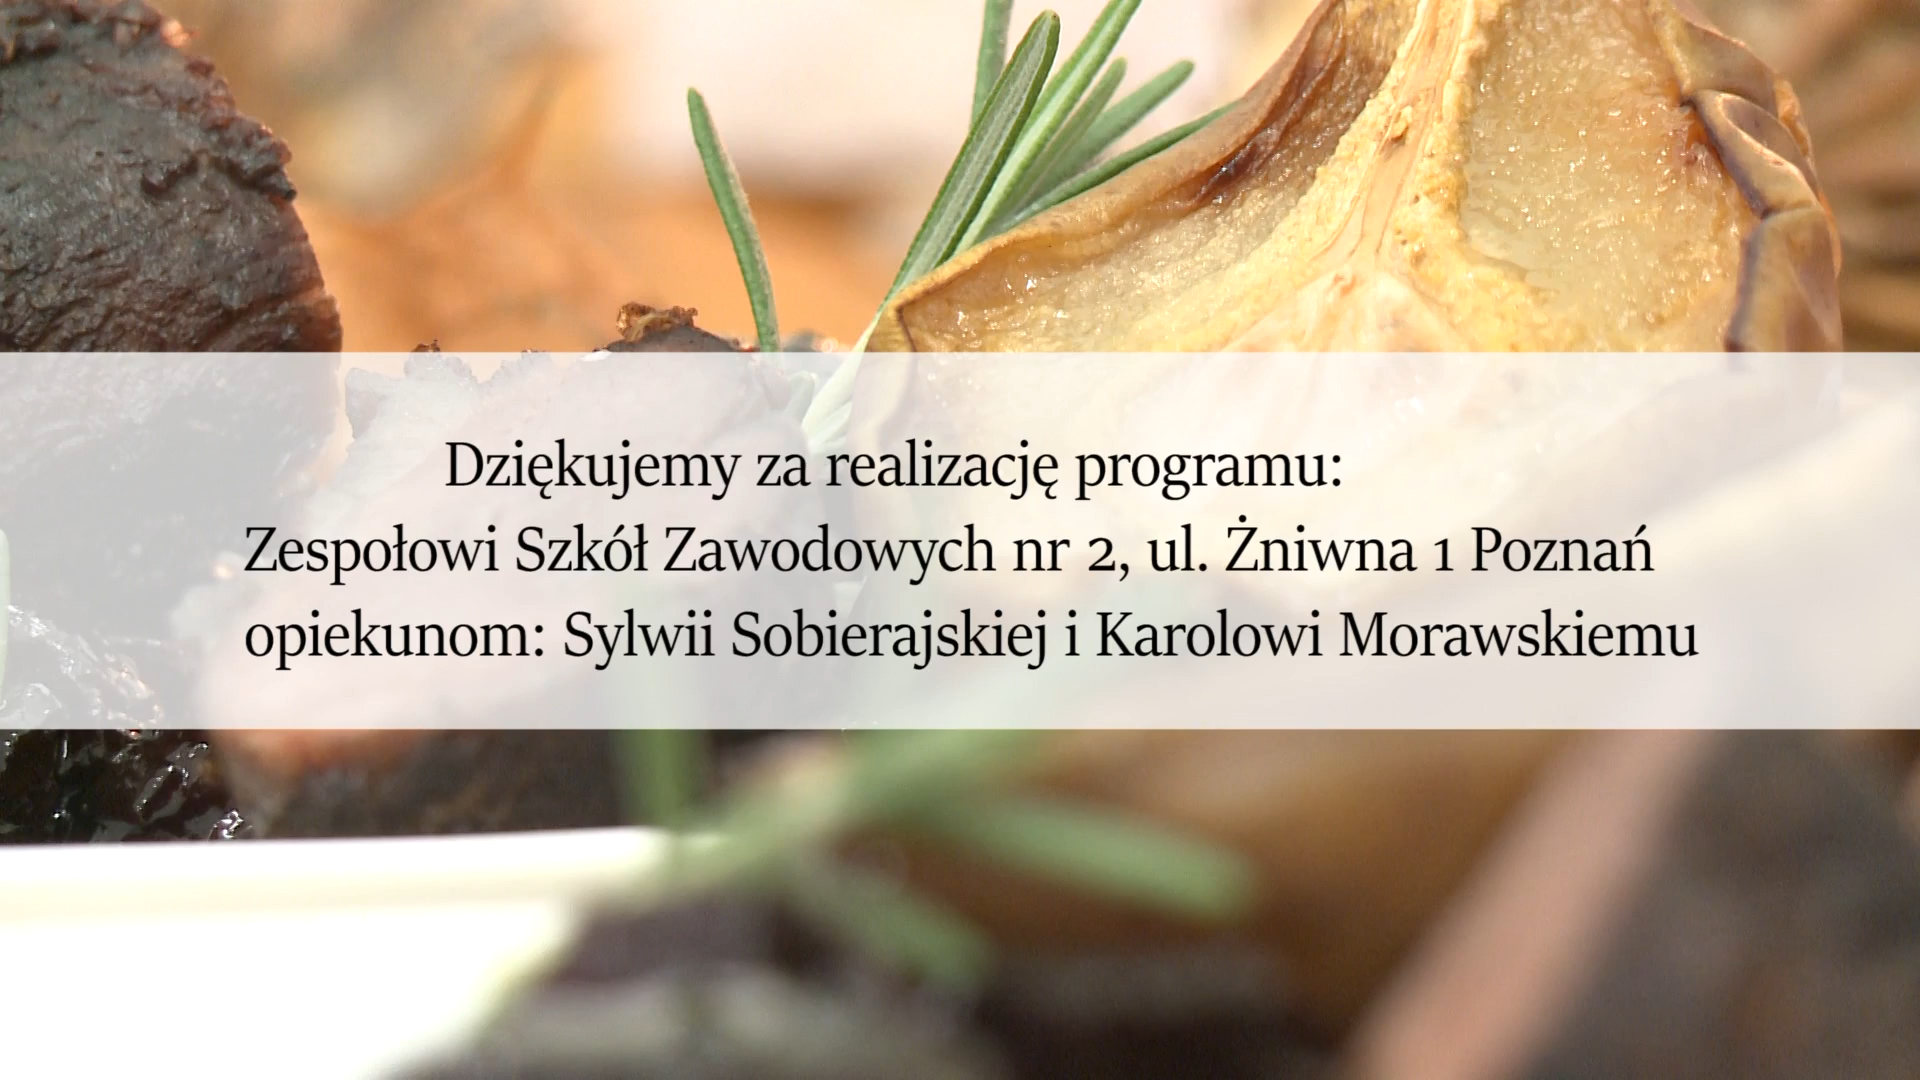 Dziękujemy za realizację programu:
Zespołowi Szkół Zawodowych nr 2, ul. Żniwna 1 Poznań
opiekunom: Sylwii Sobierajskiej i Karolowi Morawskiemu